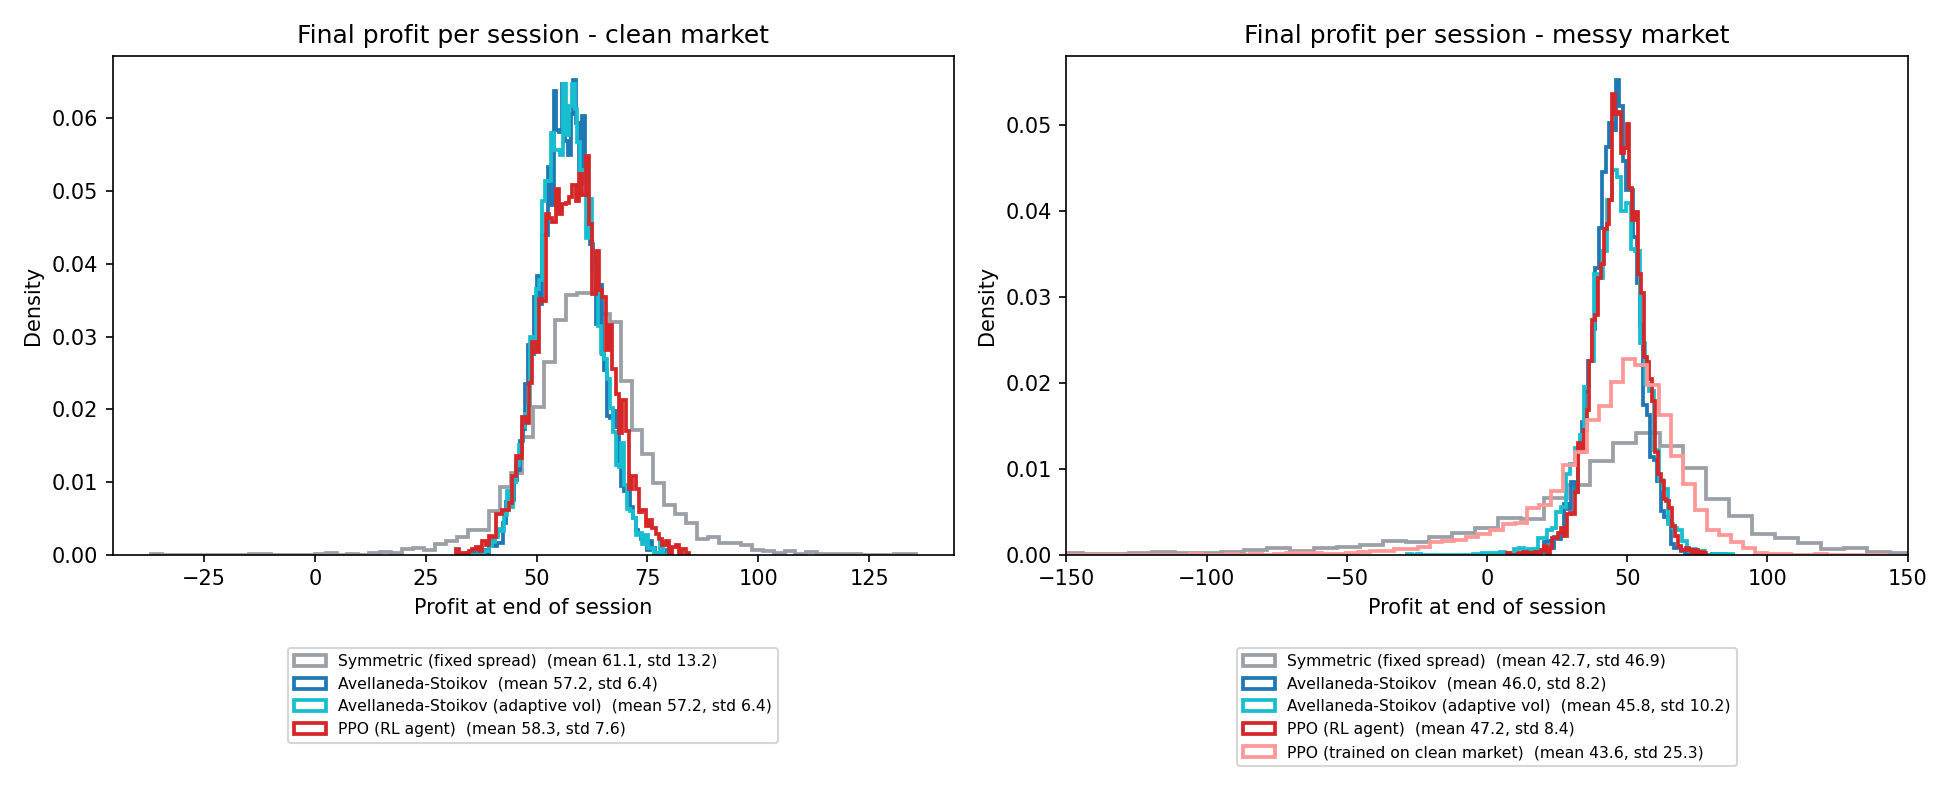 Final profit per session - clean market
Density
0.06
0.05
0.04
0.03
0.02
0.01
0.00
−25
0
25
50
75
100
125
Profit at end of session
Symmetric (fixed spread)  (mean 61.1, std 13.2)
Avellaneda-Stoikov  (mean 57.2, std 6.4)
Avellaneda-Stoikov (adaptive vol)  (mean 57.2, std 6.4)
PPO (RL agent)  (mean 58.3, std 7.6)
Final profit per session - messy market
Density
0.05
0.04
0.03
0.02
0.01
0.00
−150
−100
−50
0
50
100
150
Profit at end of session
Symmetric (fixed spread)  (mean 42.7, std 46.9)
Avellaneda-Stoikov  (mean 46.0, std 8.2)
Avellaneda-Stoikov (adaptive vol)  (mean 45.8, std 10.2)
PPO (RL agent)  (mean 47.2, std 8.4)
PPO (trained on clean market)  (mean 43.6, std 25.3)